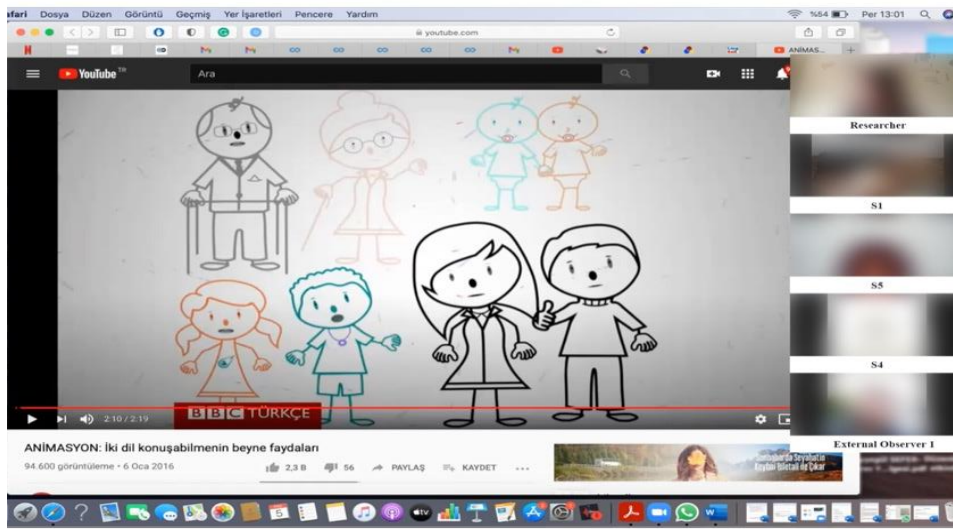 afari Dosya Düzen Görüntü Geçmiş Yer İşaretleri Pencere Yardım %54 Per 13:01
youtube.com
ANİMAS...
YouTube TR Ara
Researcher
S1
S5
S4
External Observer 1
BBC TÜRKÇE
2:10 / 2:19
ANİMASYON: İki dil konuşabilmenin beyne faydaları
94.600 görüntüleme • 6 Oca 2016 2,3 B 56 PAYLAŞ KAYDET ...